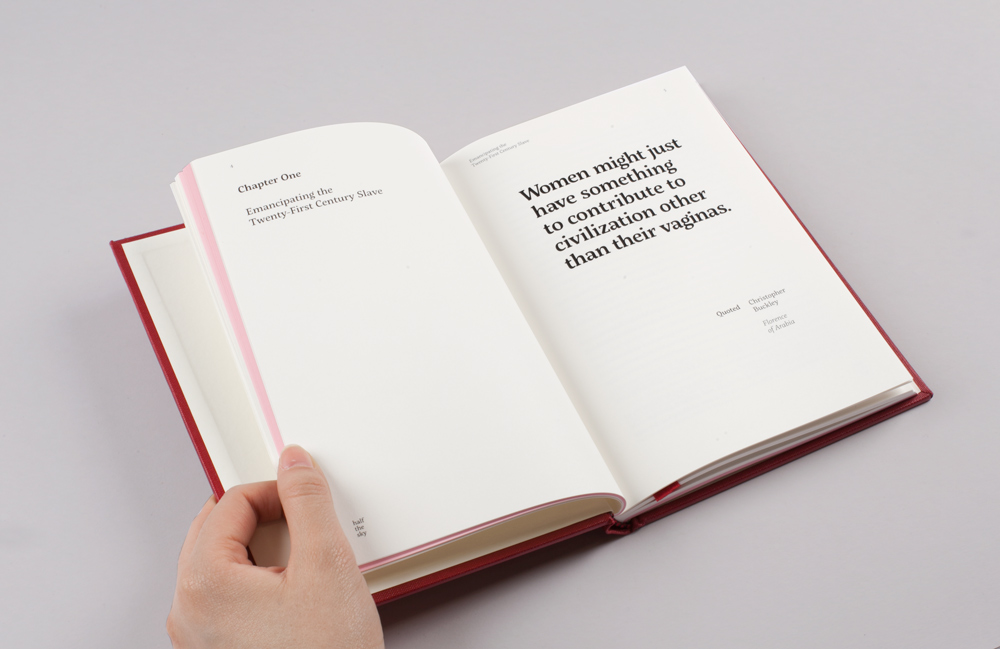 Chapter One
Emancipating the
Twenty-First Century Slave
half
the
sky
Emancipating the
Twenty-First Century Slave
Women might just
have something
to contribute to
civilization other
than their vaginas.
Quoted
Christopher
Buckley
Florence
of Arabia